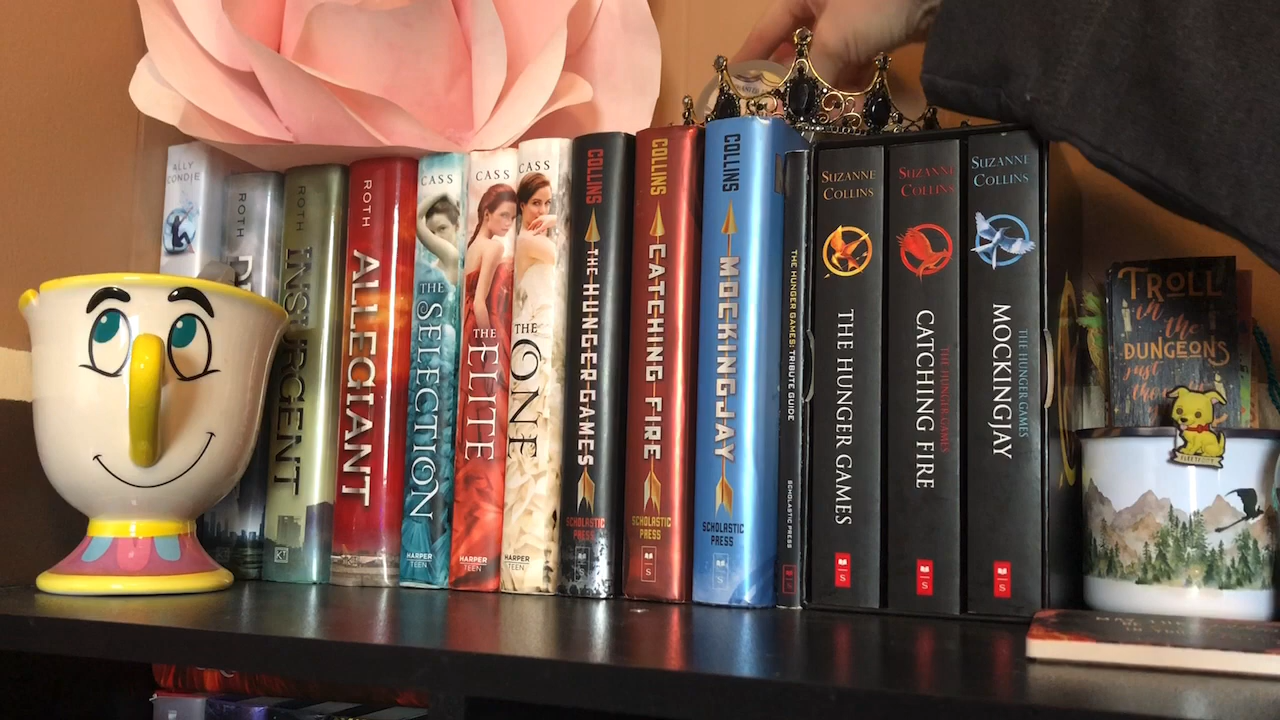 ALLY
CONDIE
ROTH
ROTH
INSURGENT
ROTH
ALLEGIANT
CASS
THE
SELECTION
HARPER
TEEN
CASS
THE
ELITE
HARPER
TEEN
CASS
THE
ONE
HARPER
TEEN
COLLINS
THE HUNGER GAMES
SCHOLASTIC
PRESS
COLLINS
CATCHING FIRE
SCHOLASTIC
PRESS
COLLINS
MOCKINGJAY
SCHOLASTIC
PRESS
THE HUNGER GAMES: TRIBUTE GUIDE
SCHOLASTIC PRESS
SUZANNE
COLLINS
THE HUNGER GAMES
S
SUZANNE
COLLINS
THE HUNGER GAMES
CATCHING FIRE
S
SUZANNE
COLLINS
THE HUNGER GAMES
MOCKINGJAY
S
TROLL
in
the
DUNGEONS
just